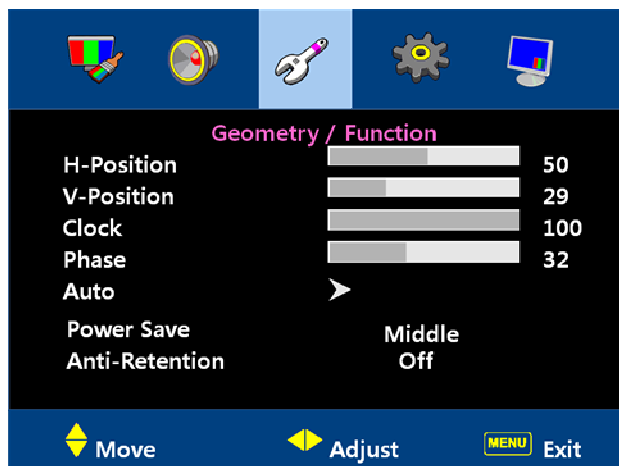 Geometry / Function
H-Position 50
V-Position 29
Clock 100
Phase 32
Auto
Power Save Middle
Anti-Retention Off
Move Adjust MENU Exit